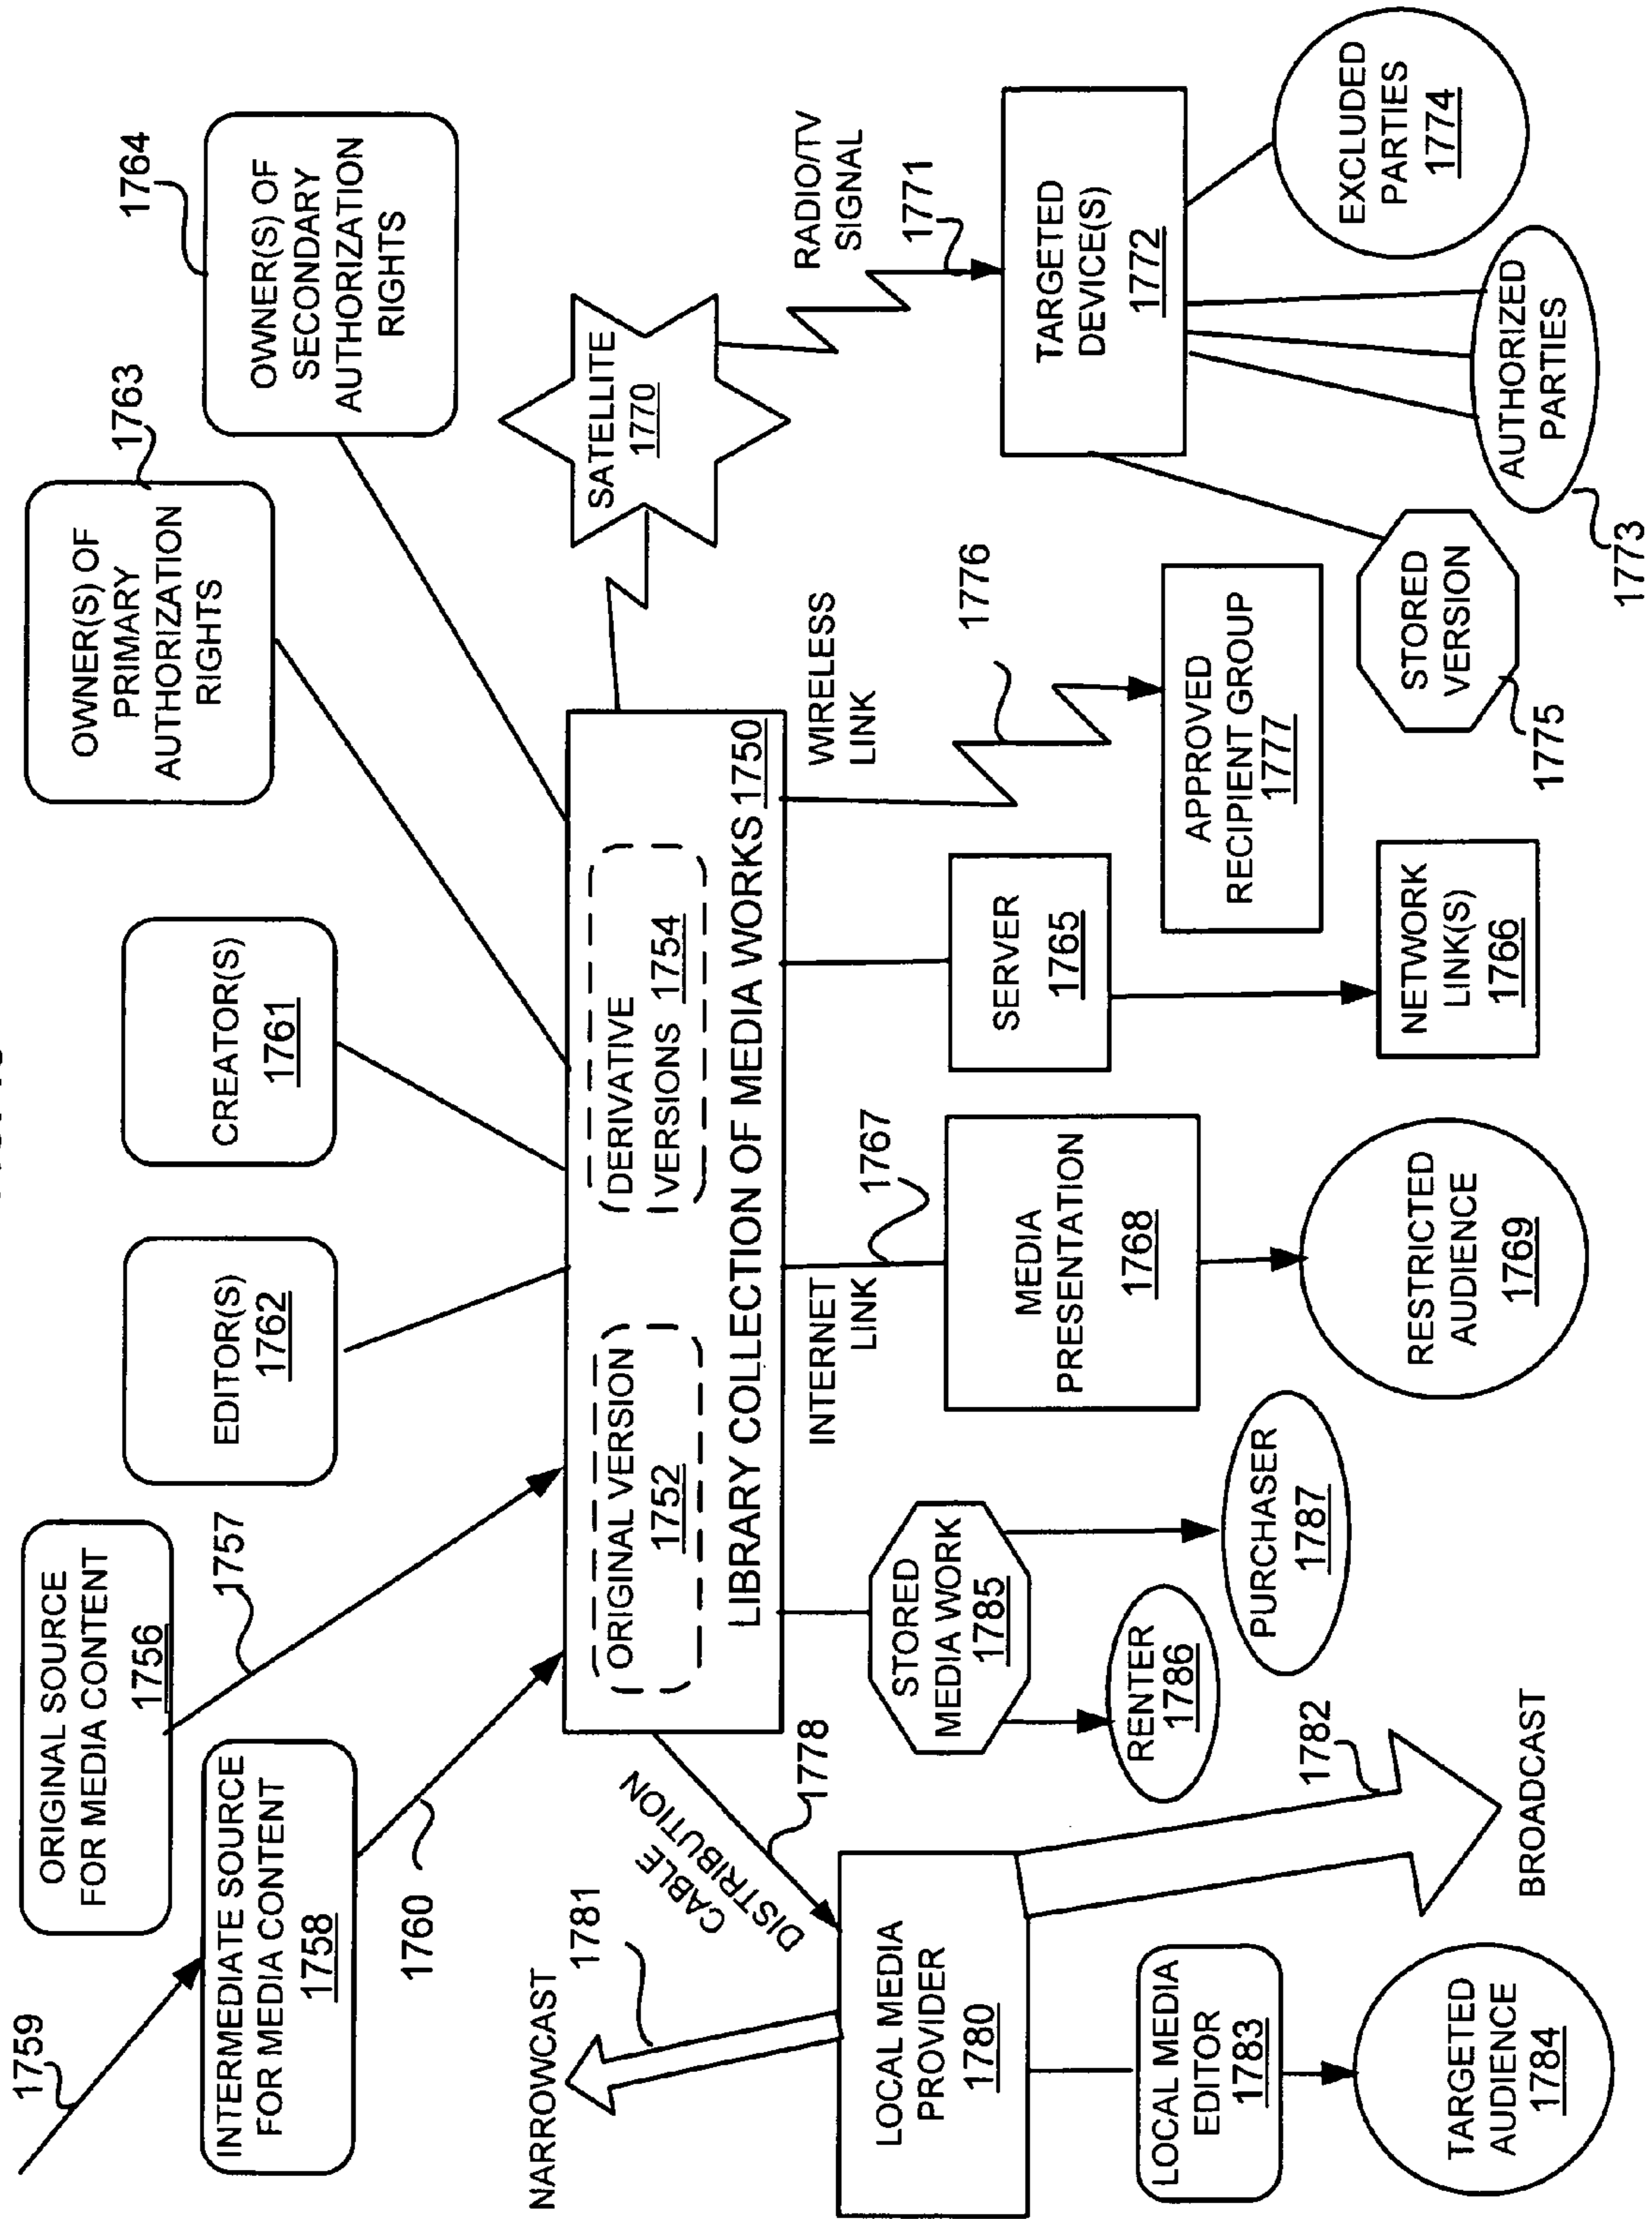 1759
ORIGINAL SOURCE
FOR MEDIA CONTENT
1756
1757
INTERMEDIATE SOURCE
FOR MEDIA CONTENT
1758
1760
EDITOR(S)
1762
CREATOR(S)
1761
OWNER(S) OF
PRIMARY
AUTHORIZATION
RIGHTS
1763
OWNER(S) OF
SECONDARY
AUTHORIZATION
RIGHTS
1764
ORIGINAL VERSION
1752
DERIVATIVE
VERSIONS 1754
LIBRARY COLLECTION OF MEDIA WORKS 1750
SATELLITE
1770
RADIO/TV
SIGNAL
1771
NARROWCAST
1781
CABLE
DISTRIBUTION
1778
INTERNET
LINK
1767
WIRELESS
LINK
1776
LOCAL MEDIA
PROVIDER
1780
STORED
MEDIA WORK
1785
MEDIA
PRESENTATION
1768
SERVER
1765
APPROVED
RECIPIENT GROUP
1777
TARGETED
DEVICE(S)
1772
LOCAL MEDIA
EDITOR
1783
RENTER
1786
PURCHASER
1787
1782
BROADCAST
TARGETED
AUDIENCE
1784
RESTRICTED
AUDIENCE
1769
NETWORK
LINK(S)
1766
STORED
VERSION
1775
AUTHORIZED
PARTIES
1773
EXCLUDED
PARTIES
1774